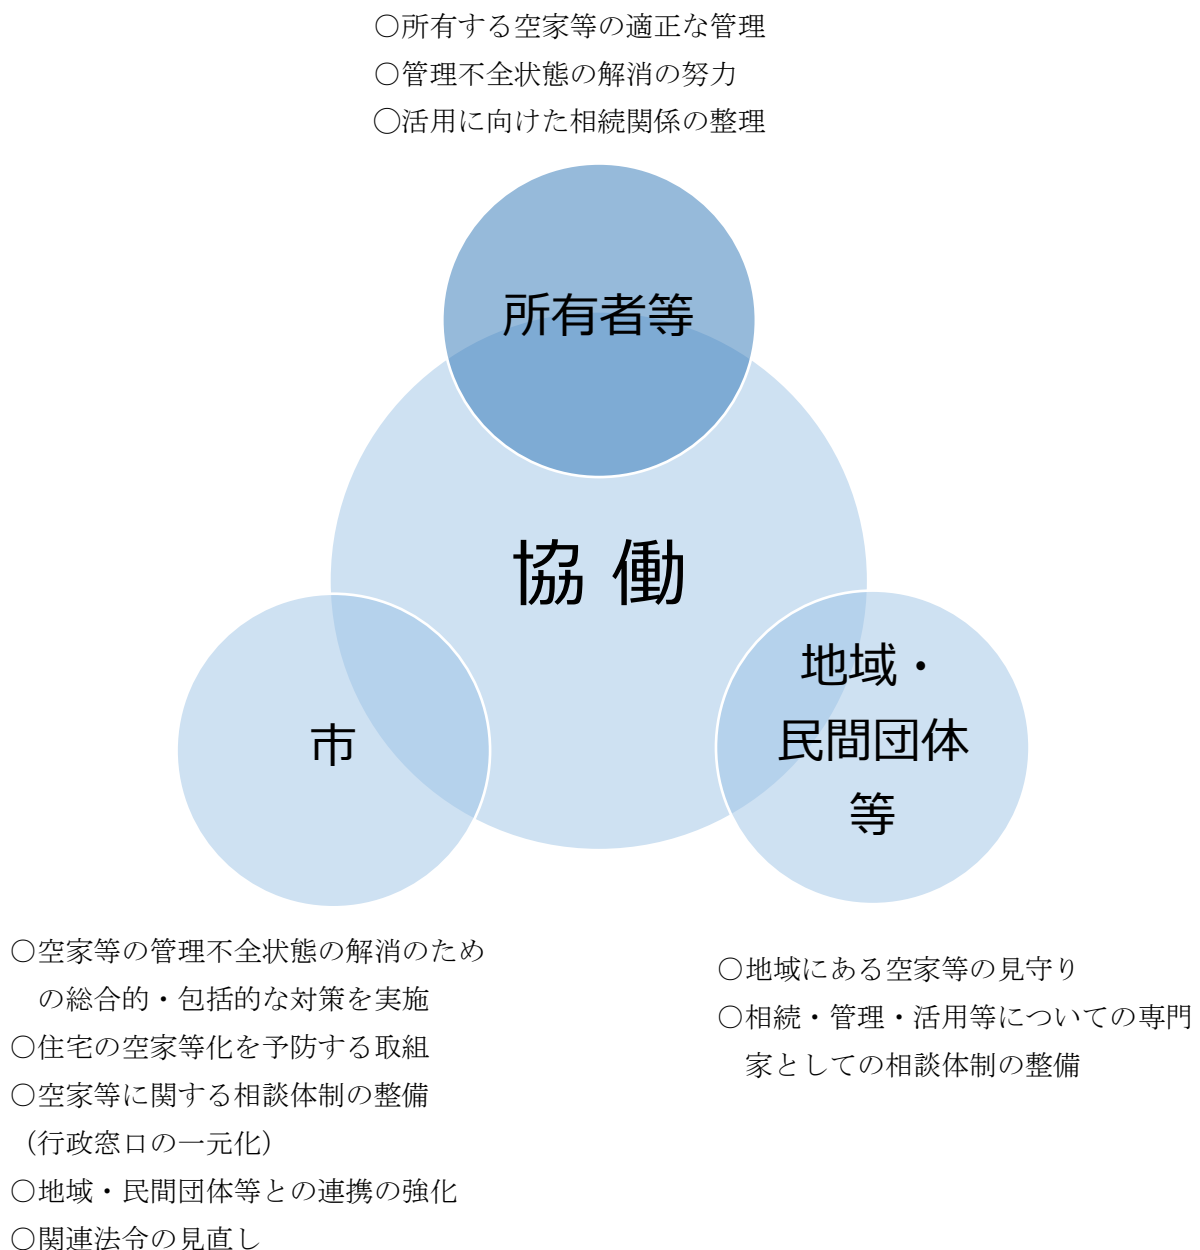 ○所有する空家等の適正な管理
○管理不全状態の解消の努力
○活用に向けた相続関係の整理
所有者等
協 働
市
地域・
民間団体
等
○空家等の管理不全状態の解消のため
の総合的・包括的な対策を実施
○住宅の空家等化を予防する取組
○空家等に関する相談体制の整備
（行政窓口の一元化）
○地域・民間団体等との連携の強化
○関連法令の見直し
○地域にある空家等の見守り
○相続・管理・活用等についての専門
家としての相談体制の整備